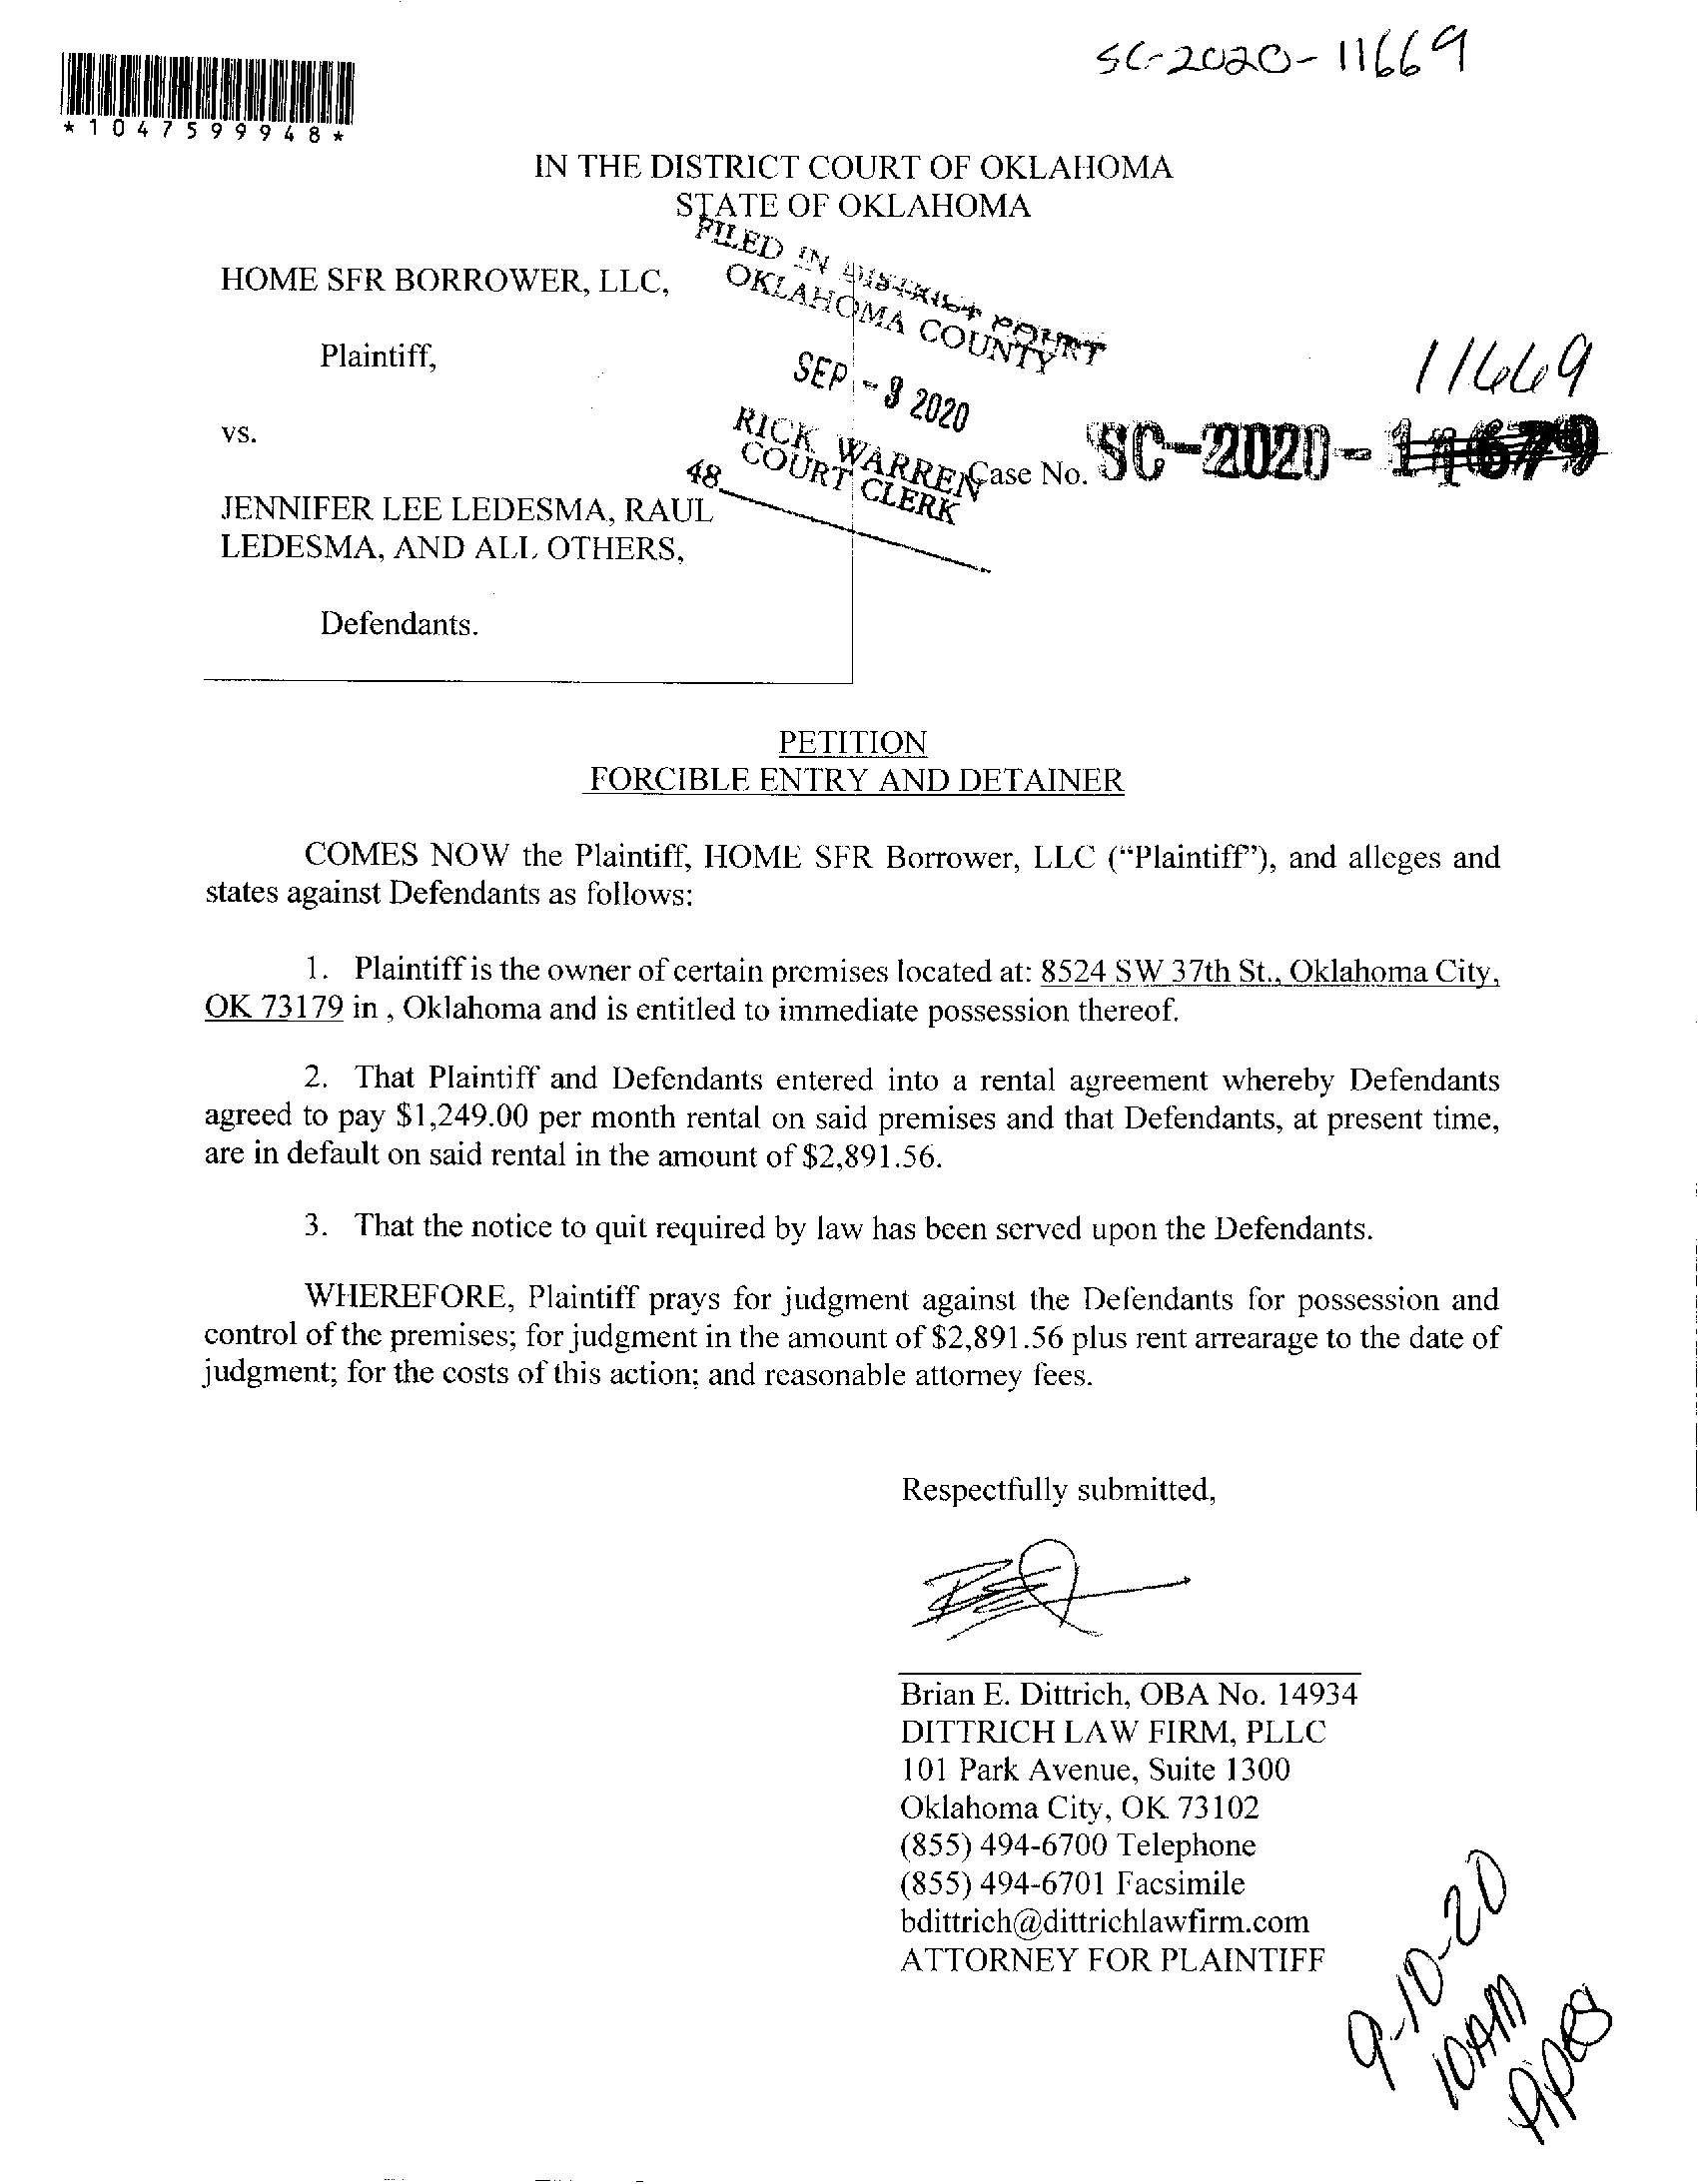 SC-2020-11669
*1047599948*
IN THE DISTRICT COURT OF OKLAHOMA
STATE OF OKLAHOMA
FILED IN DISTRICT COURT
OKLAHOMA COUNTY
HOME SFR BORROWER, LLC,
Plaintiff,
SEP - 2020
11669
vs.
RICK WARREN
COURT CLERK
48
Case No. SC-2020-
JENNIFER LEE LEDESMA, RAUL
LEDESMA, AND ALL OTHERS,
Defendants.
PETITION
FORCIBLE ENTRY AND DETAINER
COMES NOW the Plaintiff, HOME SFR Borrower, LLC (“Plaintiff”), and alleges and
states against Defendants as follows:
1. Plaintiff is the owner of certain premises located at: 8524 SW 37th St., Oklahoma City,
OK 73179 in , Oklahoma and is entitled to immediate possession thereof.
2. That Plaintiff and Defendants entered into a rental agreement whereby Defendants
agreed to pay $1,249.00 per month rental on said premises and that Defendants, at present time,
are in default on said rental in the amount of $2,891.56.
3. That the notice to quit required by law has been served upon the Defendants.
WHEREFORE, Plaintiff prays for judgment against the Defendants for possession and
control of the premises; for judgment in the amount of $2,891.56 plus rent arrearage to the date of
judgment; for the costs of this action; and reasonable attorney fees.
Respectfully submitted,
Brian E. Dittrich, OBA No. 14934
DITTRICH LAW FIRM, PLLC
101 Park Avenue, Suite 1300
Oklahoma City, OK 73102
(855) 494-6700 Telephone
(855) 494-6701 Facsimile
bdittrich@dittrichlawfirm.com
ATTORNEY FOR PLAINTIFF
9-10-20
10AM